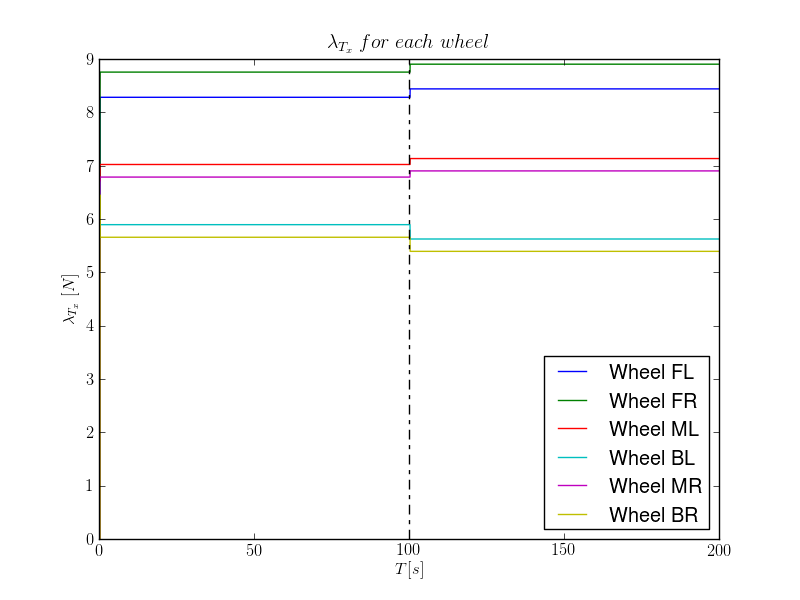 λ_{T_x} for each wheel
9
8
7
6
5
4
3
2
1
0
λ_{T_x} [N]
0 50 100 150 200
T[s]
Wheel FL
Wheel FR
Wheel ML
Wheel BL
Wheel MR
Wheel BR